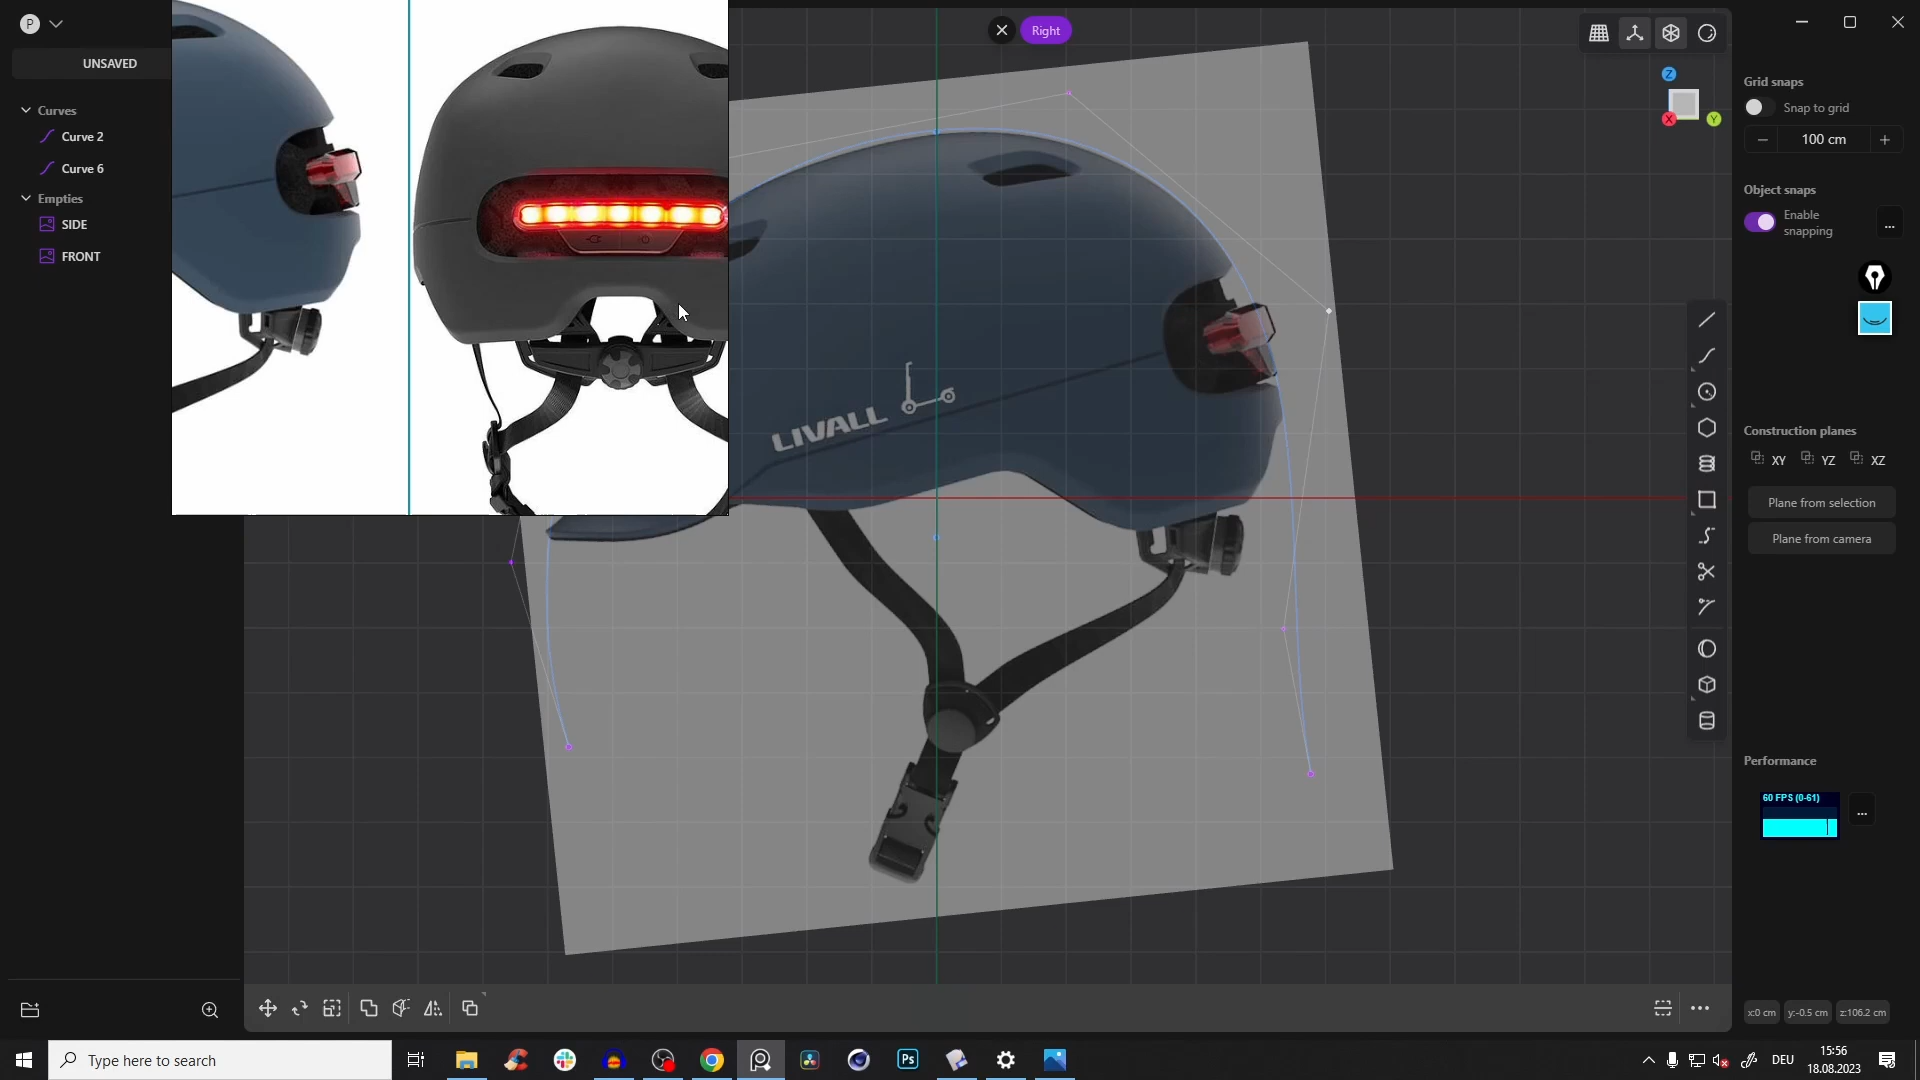 P
UNSAVED
Curves
Curve 2
Curve 6
Empties
SIDE
FRONT
Right
LIVALL
Z
X
Y
Grid snaps
Snap to grid
100 cm
Object snaps
Enable
snapping
...
Construction planes
XY
YZ
XZ
Plane from selection
Plane from camera
Performance
60 FPS (0-61)
...
x:0 cm
y:-0.5 cm
z:106.2 cm
Type here to search
Ps
DEU
15:56
18.08.2023